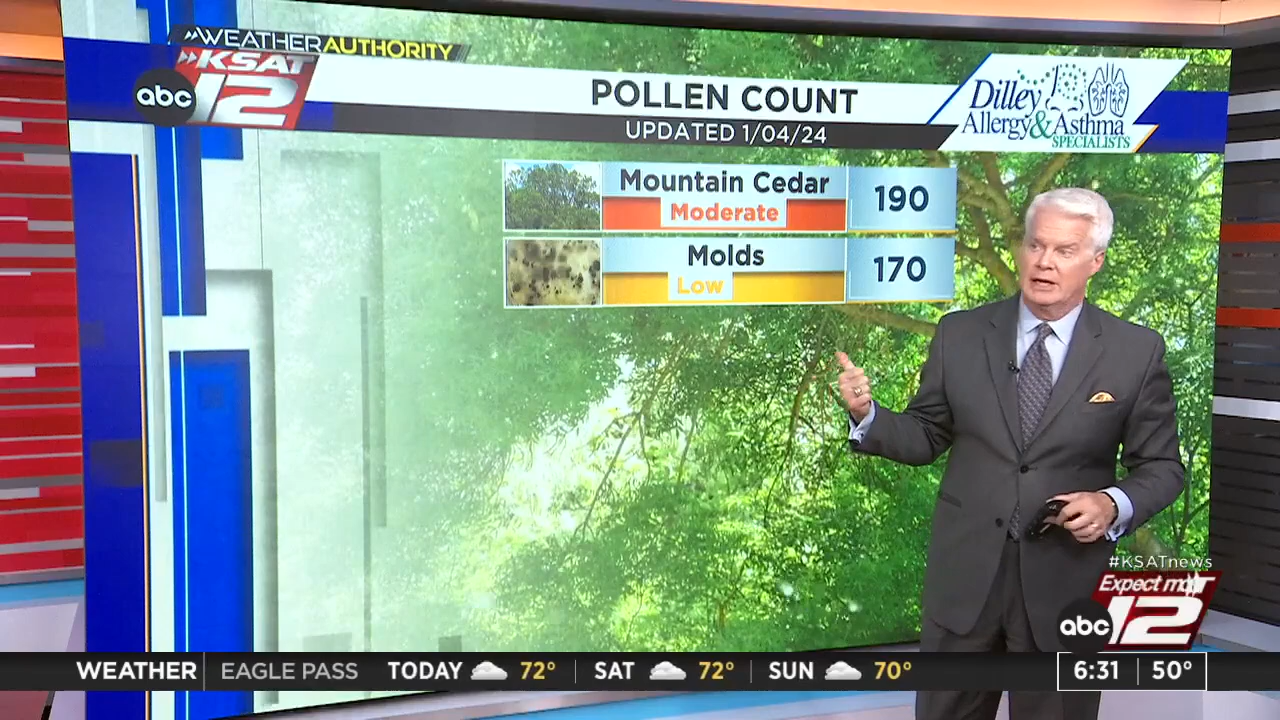 WEATHER AUTHORITY
KSAT
abc 12
POLLEN COUNT
UPDATED 1/04/24
Dilley
Allergy & Asthma
SPECIALISTS
Mountain Cedar
Moderate
190
Molds
Low
170
#KSATnews
Expect more
abc 12
WEATHER EAGLE PASS TODAY 72° SAT 72° SUN 70° 6:31 50°